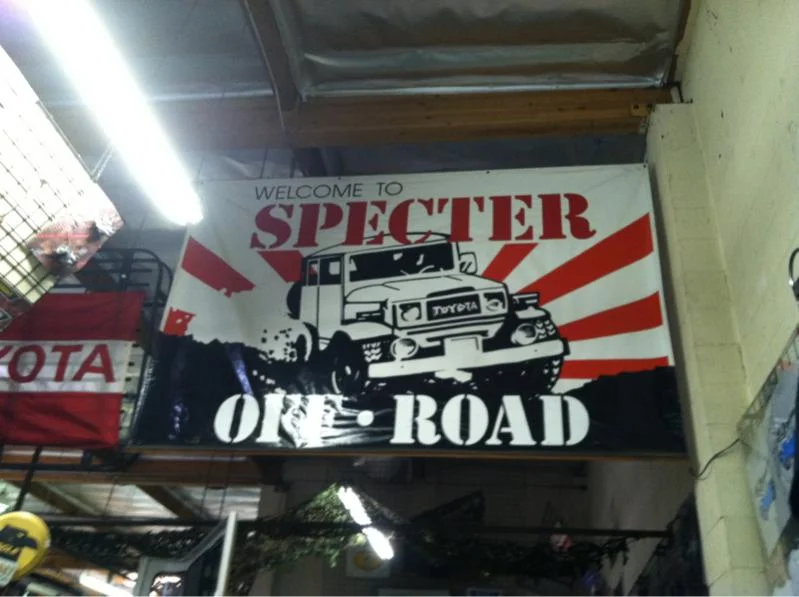 WELCOME TO
SPECTER
TOYOTA
OFF • ROAD
YOTA